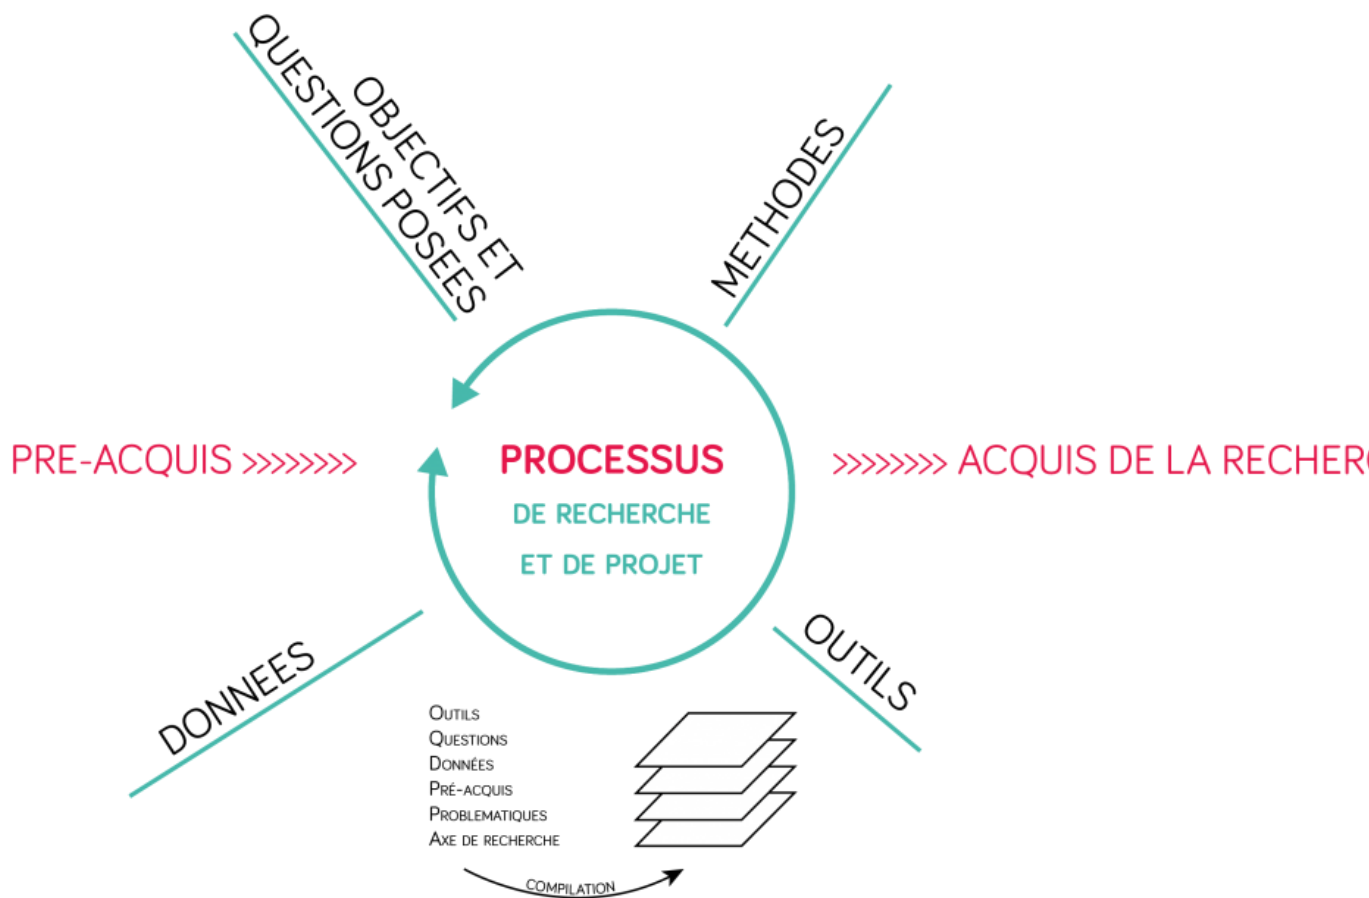 OBJECTIFS ET
QUESTIONS POSEES
METHODES
PRE-ACQUIS >>>>>>>>
PROCESSUS
DE RECHERCHE
ET DE PROJET
>>>>>>>> ACQUIS DE LA
DONNEES
OUTILS
OUTILS
QUESTIONS
DONNÉES
PRÉ-ACQUIS
PROBLEMATIQUES
AXE DE RECHERCHE
COMPILATION